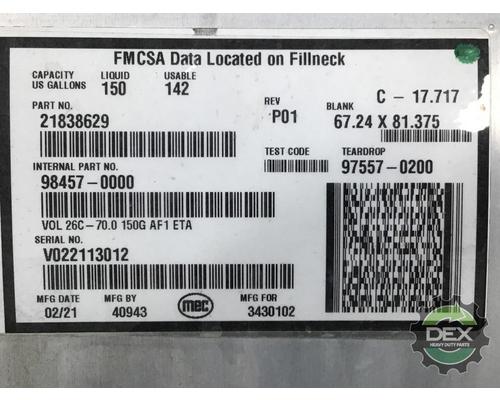 FMCSA Data Located on Fillneck
CAPACITY LIQUID USABLE
US GALLONS 150 142
C - 17.717
PART NO. REV BLANK
21838629 P01 67.24 X 81.375
TEST CODE TEARDROP
INTERNAL PART NO. 97557-0200
98457-0000
VOL 26C-70.0 150G AF1 ETA
SERIAL NO.
V022113012
MFG DATE MFG BY MFG FOR
02/21 40943 mec 3430102
DEX
HEAVY DUTY PARTS